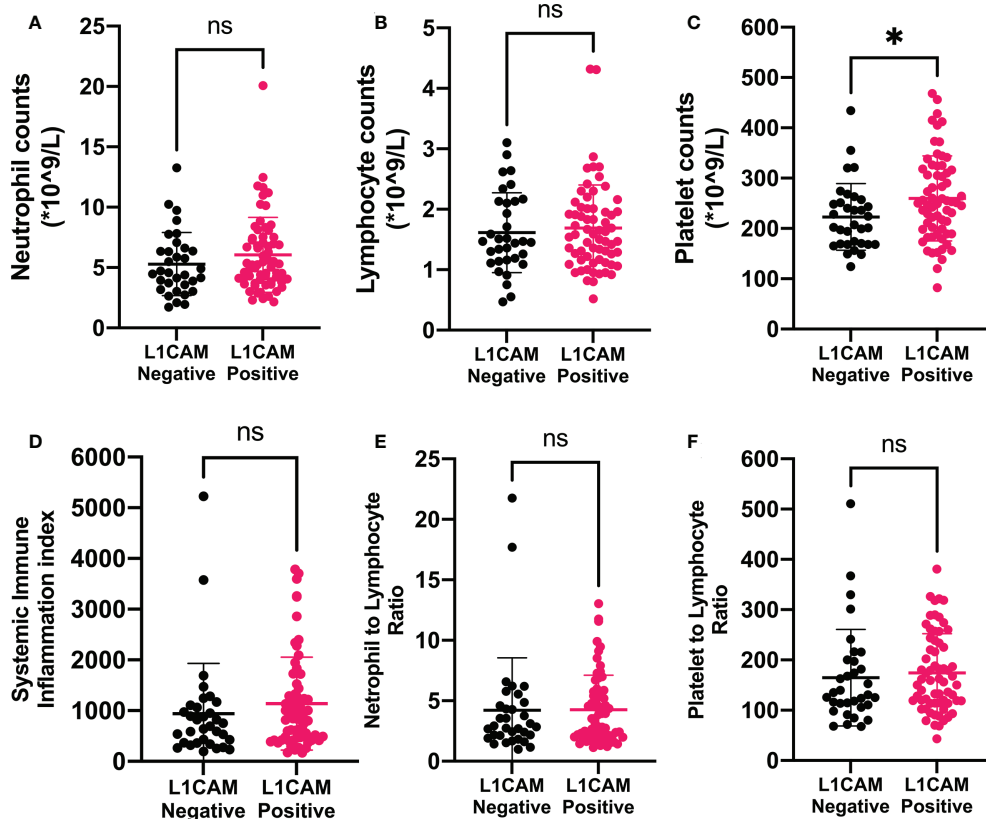 A
ns
Neutrophil counts
(*10^9/L)
25
20
15
10
5
0
L1CAM
Negative
L1CAM
Positive
B
ns
Lymphocyte counts
(*10^9/L)
5
4
3
2
1
0
L1CAM
Negative
L1CAM
Positive
C
*
Platelet counts
(*10^9/L)
600
500
400
300
200
100
0
L1CAM
Negative
L1CAM
Positive
D
ns
Systemic Immune
Inflammation index
6000
5000
4000
3000
2000
1000
0
L1CAM
Negative
L1CAM
Positive
E
ns
Netrophil to Lymphocyte
Ratio
25
20
15
10
5
0
L1CAM
Negative
L1CAM
Positive
F
ns
Platelet to Lymphocyte
Ratio
600
500
400
300
200
100
0
L1CAM
Negative
L1CAM
Positive